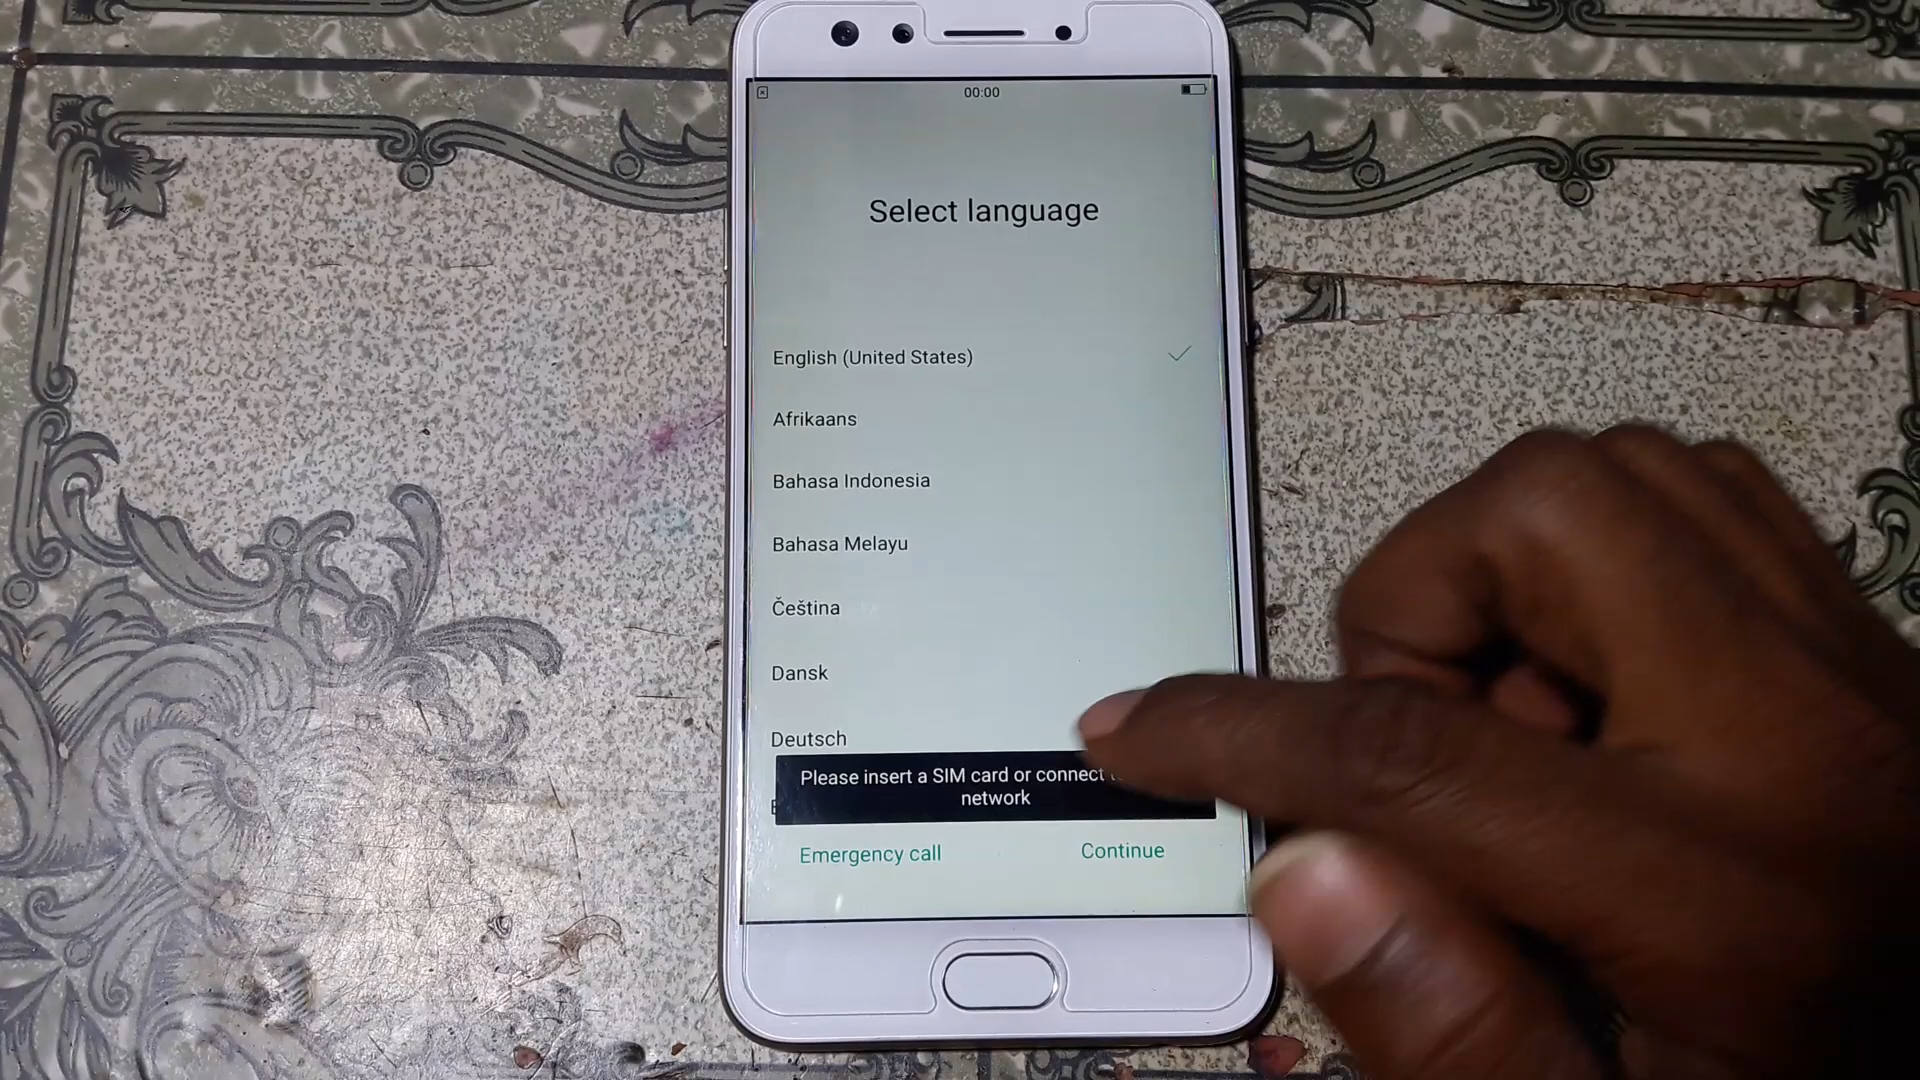 00:00
Select language
English (United States)
Afrikaans
Bahasa Indonesia
Bahasa Melayu
Čeština
Dansk
Deutsch
Please insert a SIM card or connect
network
Emergency call
Continue